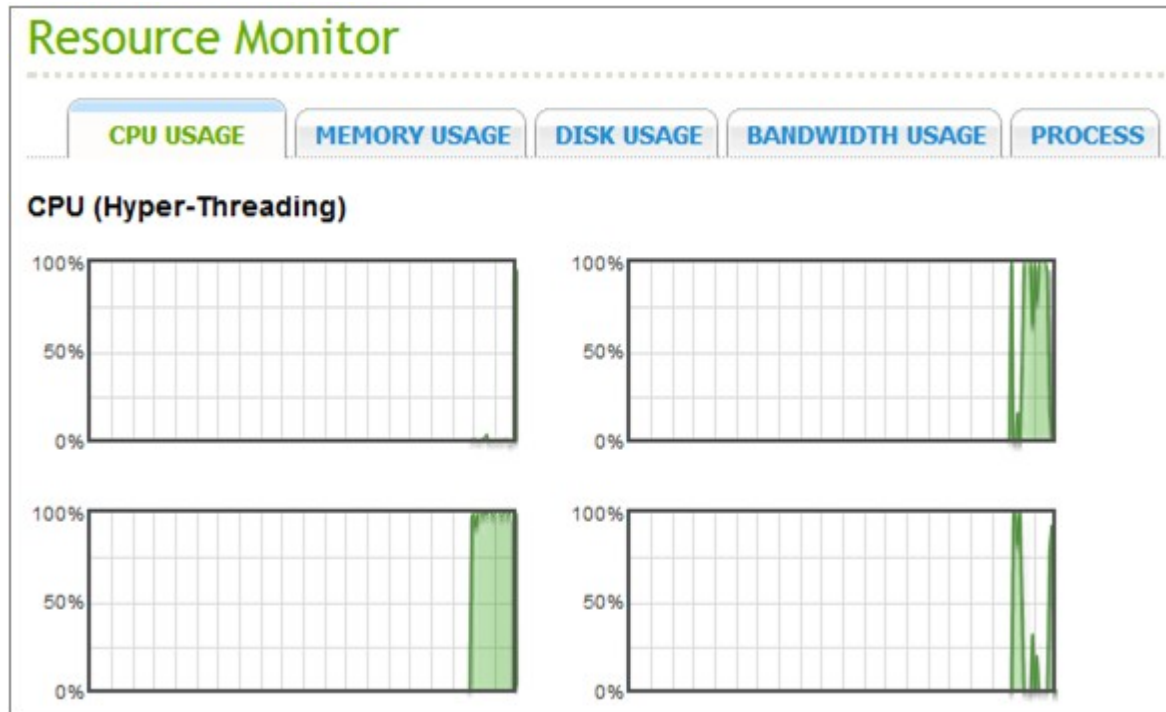 Resource Monitor
CPU USAGE MEMORY USAGE DISK USAGE BANDWIDTH USAGE PROCESS
CPU (Hyper-Threading)
100% 100%
50% 50%
0% 0%
100% 100%
50% 50%
0% 0%